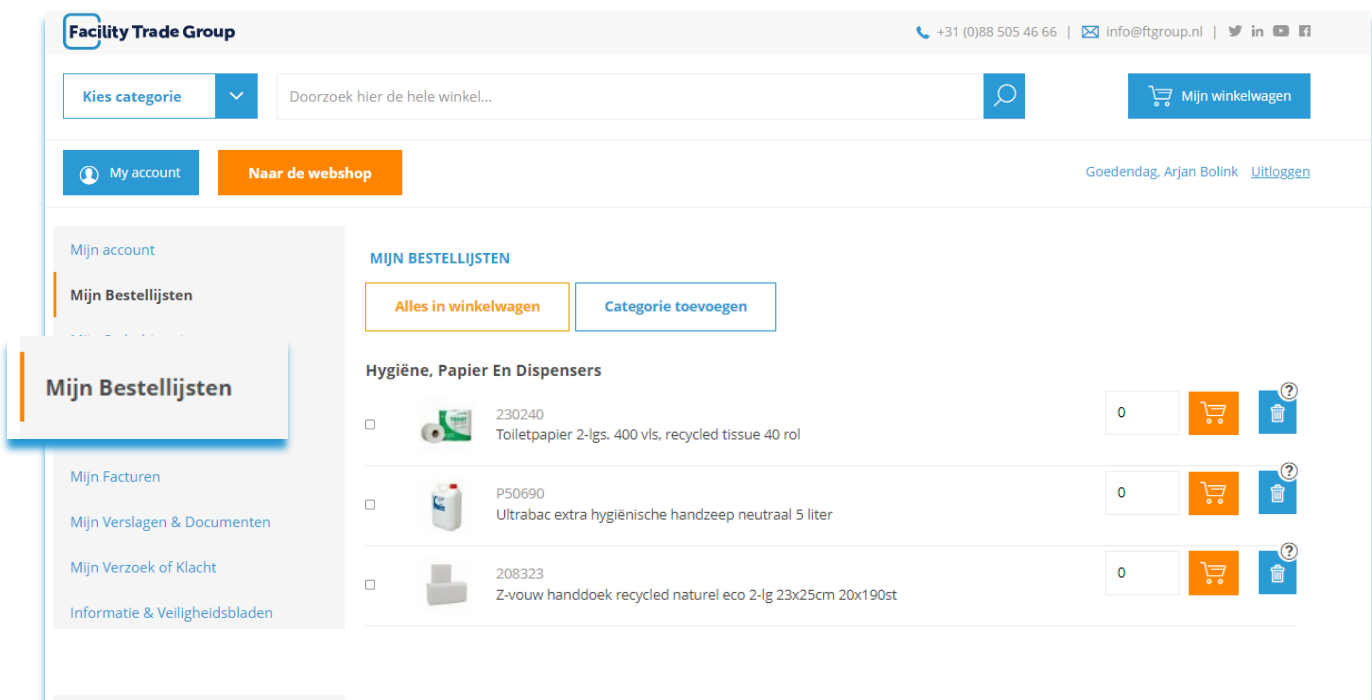 Facility Trade Group
+31 (0)88 505 46 66 | info@ftgroup.nl |
Kies categorie
Doorzoek hier de hele winkel...
Mijn winkelwagen
My account
Naar de webshop
Goedendag, Arjan Bolink Uitloggen
Mijn account
Mijn Bestellijsten
Mijn Bestellijsten
Mijn Facturen
Mijn Verslagen & Documenten
Mijn Verzoek of Klacht
Informatie & Veiligheidsbladen
MIJN BESTELLIJSTEN
Alles in winkelwagen
Categorie toevoegen
Hygiëne, Papier En Dispensers
230240
Toiletpapier 2-lgs. 400 vls, recycled tissue 40 rol
0
?
P50690
Ultrabac extra hygiënische handzeep neutraal 5 liter
0
?
208323
Z-vouw handdoek recycled naturel eco 2-lg 23x25cm 20x190st
0
?